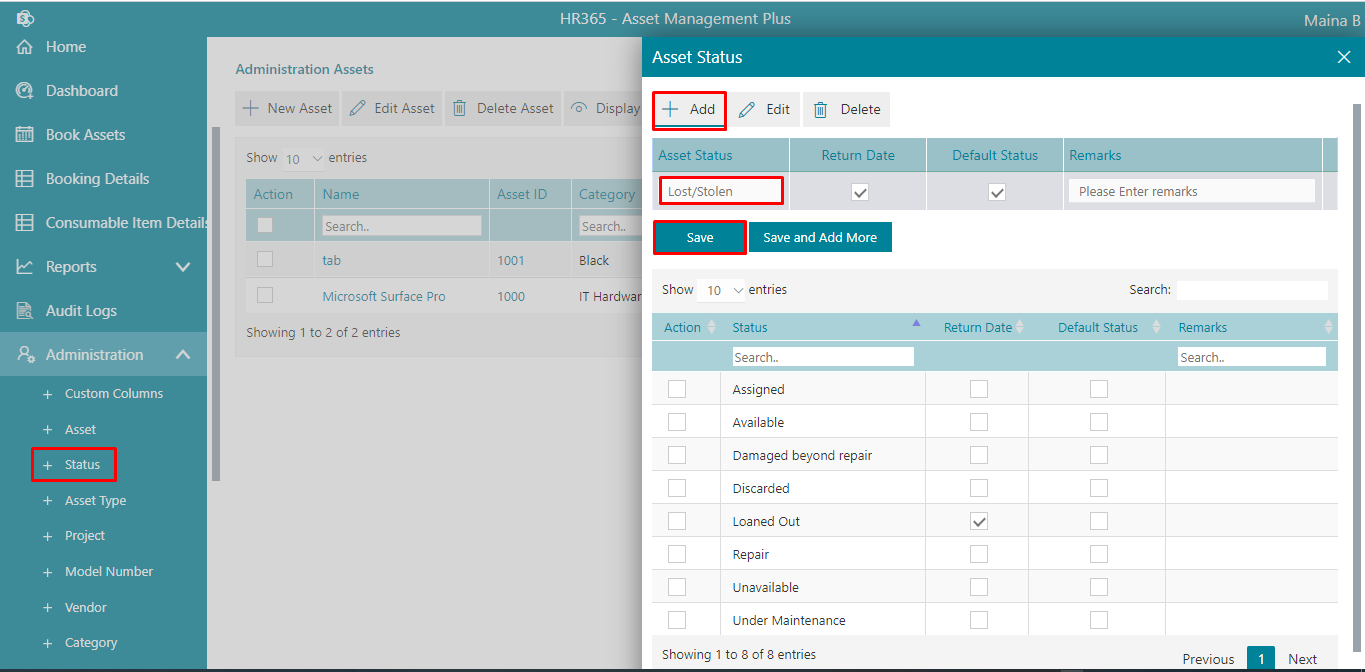 HR365 - Asset Management Plus
Maina B
Home
Dashboard
Book Assets
Booking Details
Consumable Item Details
Reports
Audit Logs
Administration
Custom Columns
Asset
Status
Asset Type
Project
Model Number
Vendor
Category
Administration Assets
New Asset Edit Asset Delete Asset Display
Show 10 entries
Action Name Asset ID Category
Search.. Search..
tab 1001 Black
Microsoft Surface Pro 1000 IT Hardwar
Showing 1 to 2 of 2 entries
Asset Status
Add Edit Delete
Asset Status Return Date Default Status Remarks
Lost/Stolen Please Enter remarks
Save Save and Add More
Show 10 entries Search:
Action Status Return Date Default Status Remarks
Search.. Search..
Assigned
Available
Damaged beyond repair
Discarded
Loaned Out
Repair
Unavailable
Under Maintenance
Showing 1 to 8 of 8 entries
Previous 1 Next